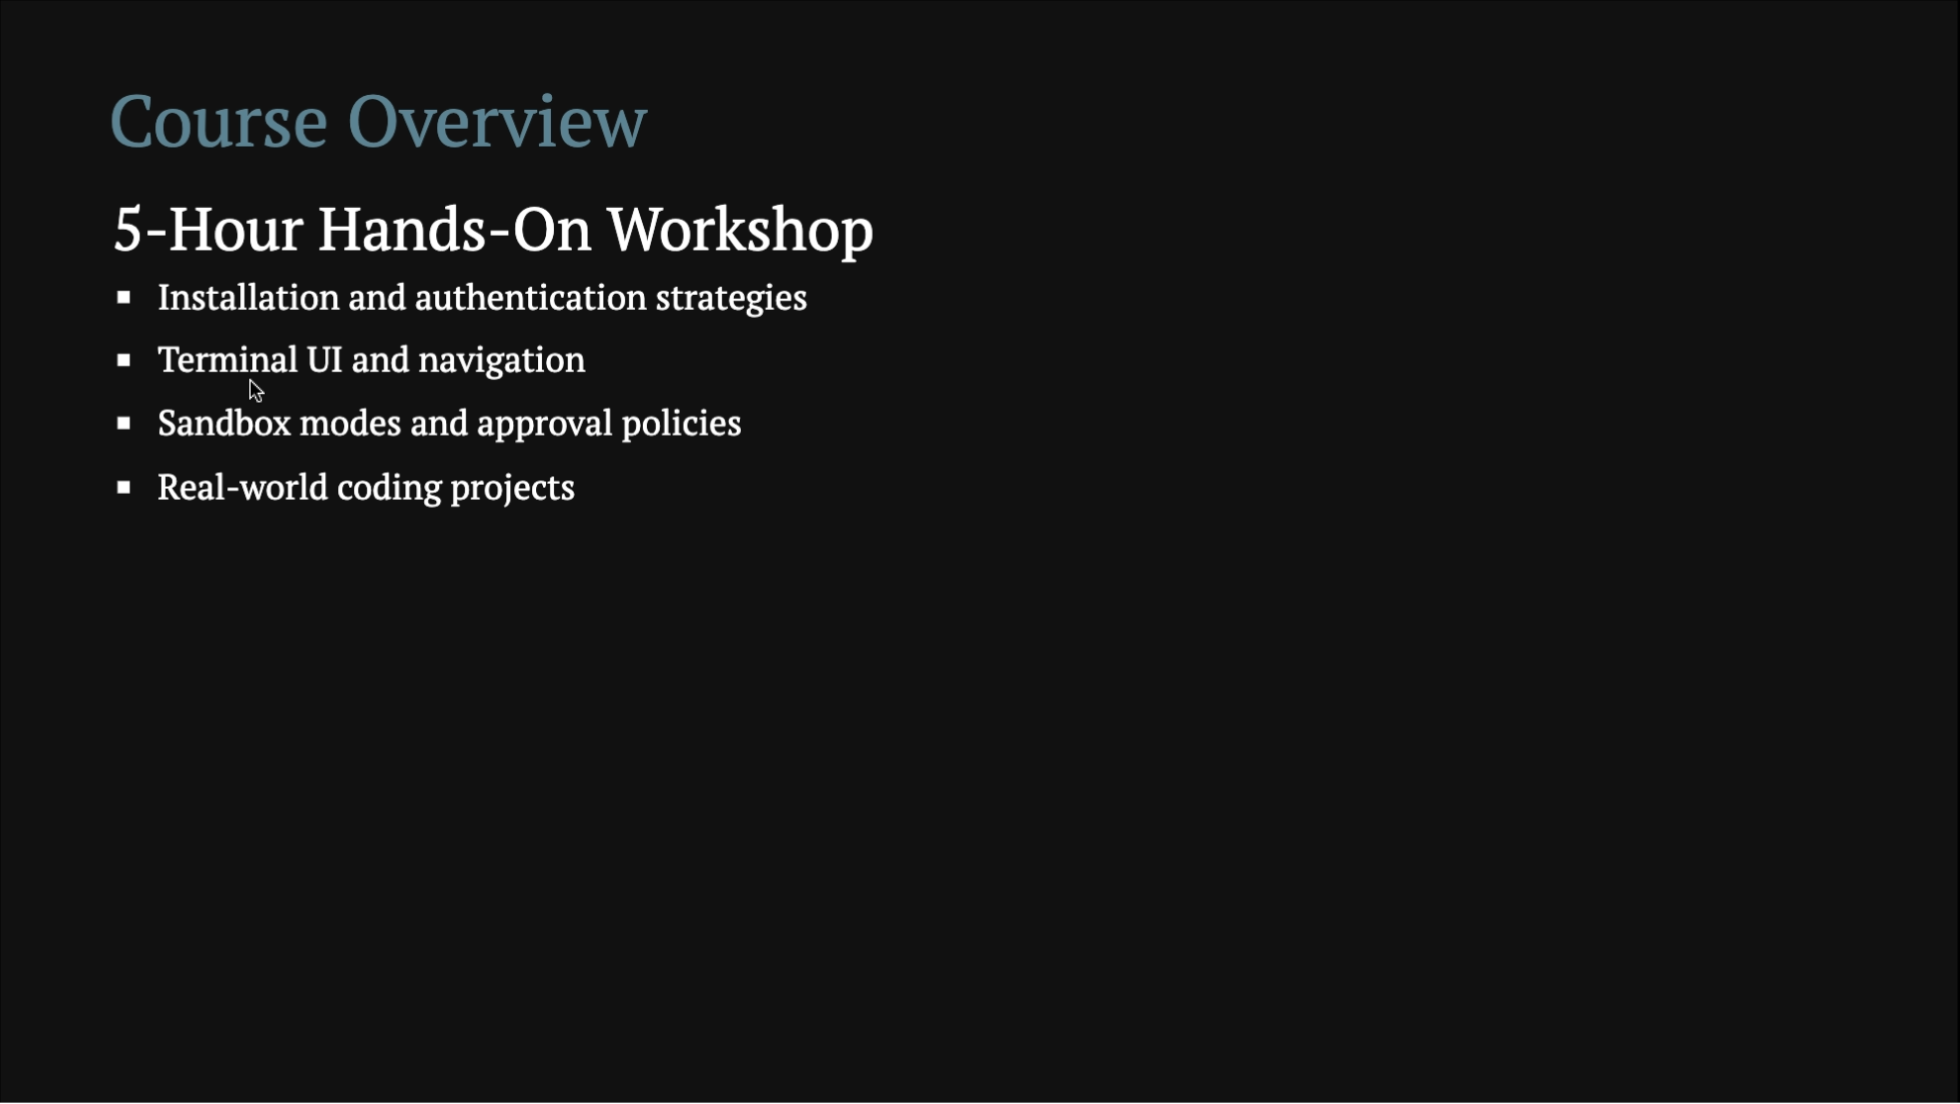 Course Overview
5-Hour Hands-On Workshop
▪ Installation and authentication strategies
▪ Terminal UI and navigation
▪ Sandbox modes and approval policies
▪ Real-world coding projects